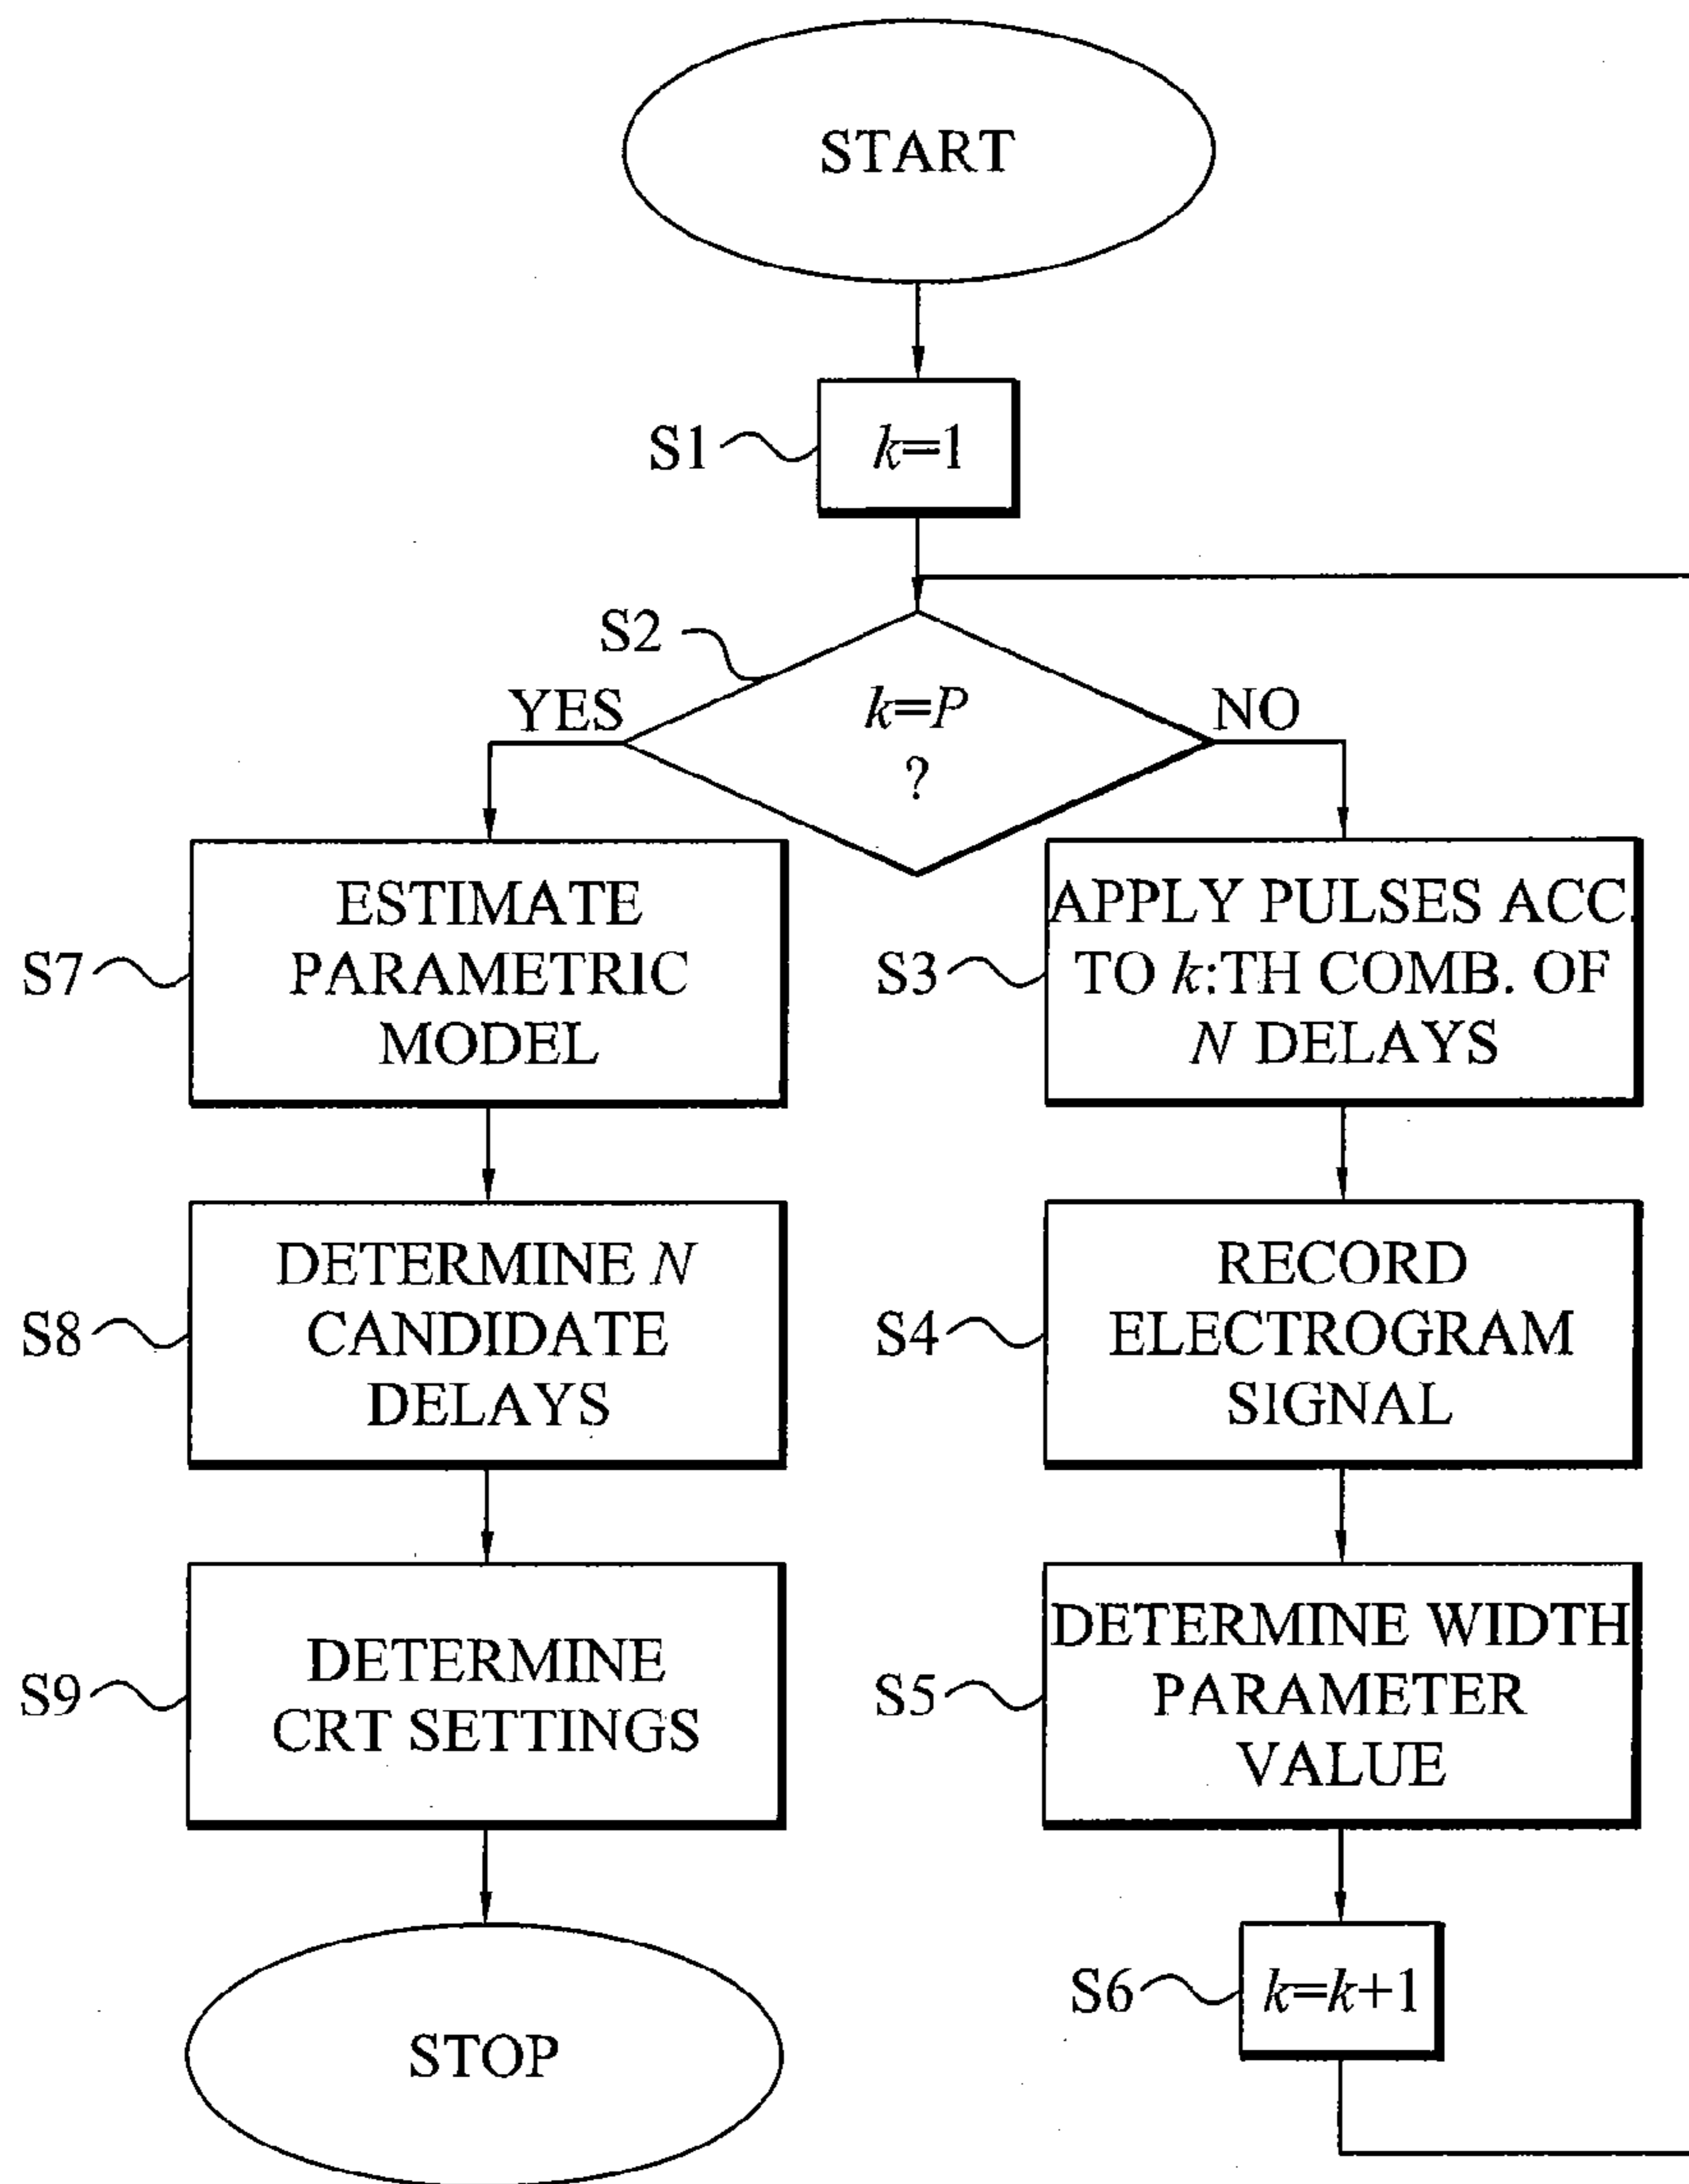 START
S1
k=1
S2
YES
k=P
?
NO
S7
ESTIMATE
PARAMETRIC
MODEL
S3
APPLY PULSES ACC.
TO k:TH COMB. OF
N DELAYS
S8
DETERMINE N
CANDIDATE
DELAYS
S4
RECORD
ELECTROGRAM
SIGNAL
S9
DETERMINE
CRT SETTINGS
S5
DETERMINE WIDTH
PARAMETER
VALUE
S6
k=k+1
STOP